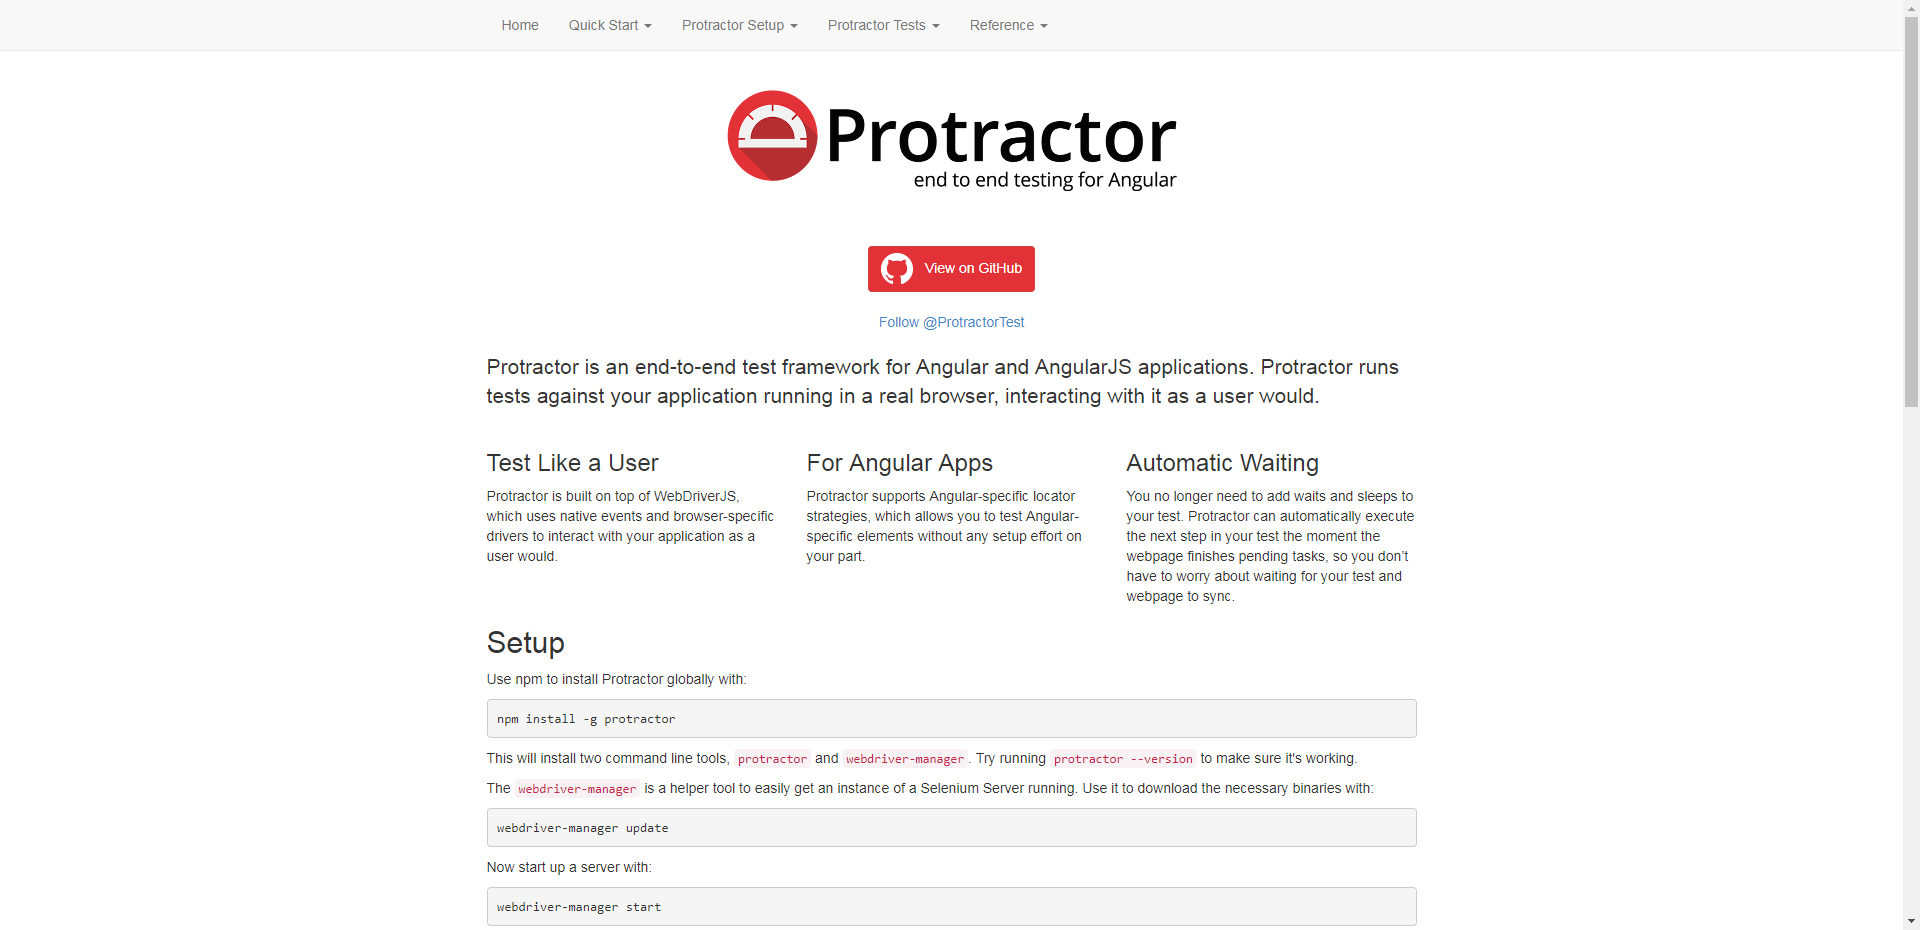 Home Quick Start Protractor Setup Protractor Tests Reference
Protractor
end to end testing for Angular
View on GitHub
Follow @ProtractorTest
Protractor is an end-to-end test framework for Angular and AngularJS applications. Protractor runs
tests against your application running in a real browser, interacting with it as a user would.
Test Like a User
Protractor is built on top of WebDriverJS,
which uses native events and browser-specific
drivers to interact with your application as a
user would.
For Angular Apps
Protractor supports Angular-specific locator
strategies, which allows you to test Angular-
specific elements without any setup effort on
your part.
Automatic Waiting
You no longer need to add waits and sleeps to
your test. Protractor can automatically execute
the next step in your test the moment the
webpage finishes pending tasks, so you don’t
have to worry about waiting for your test and
webpage to sync.
Setup
Use npm to install Protractor globally with:
npm install -g protractor
This will install two command line tools, protractor and webdriver-manager. Try running protractor --version to make sure it's working.
The webdriver-manager is a helper tool to easily get an instance of a Selenium Server running. Use it to download the necessary binaries with:
webdriver-manager update
Now start up a server with:
webdriver-manager start